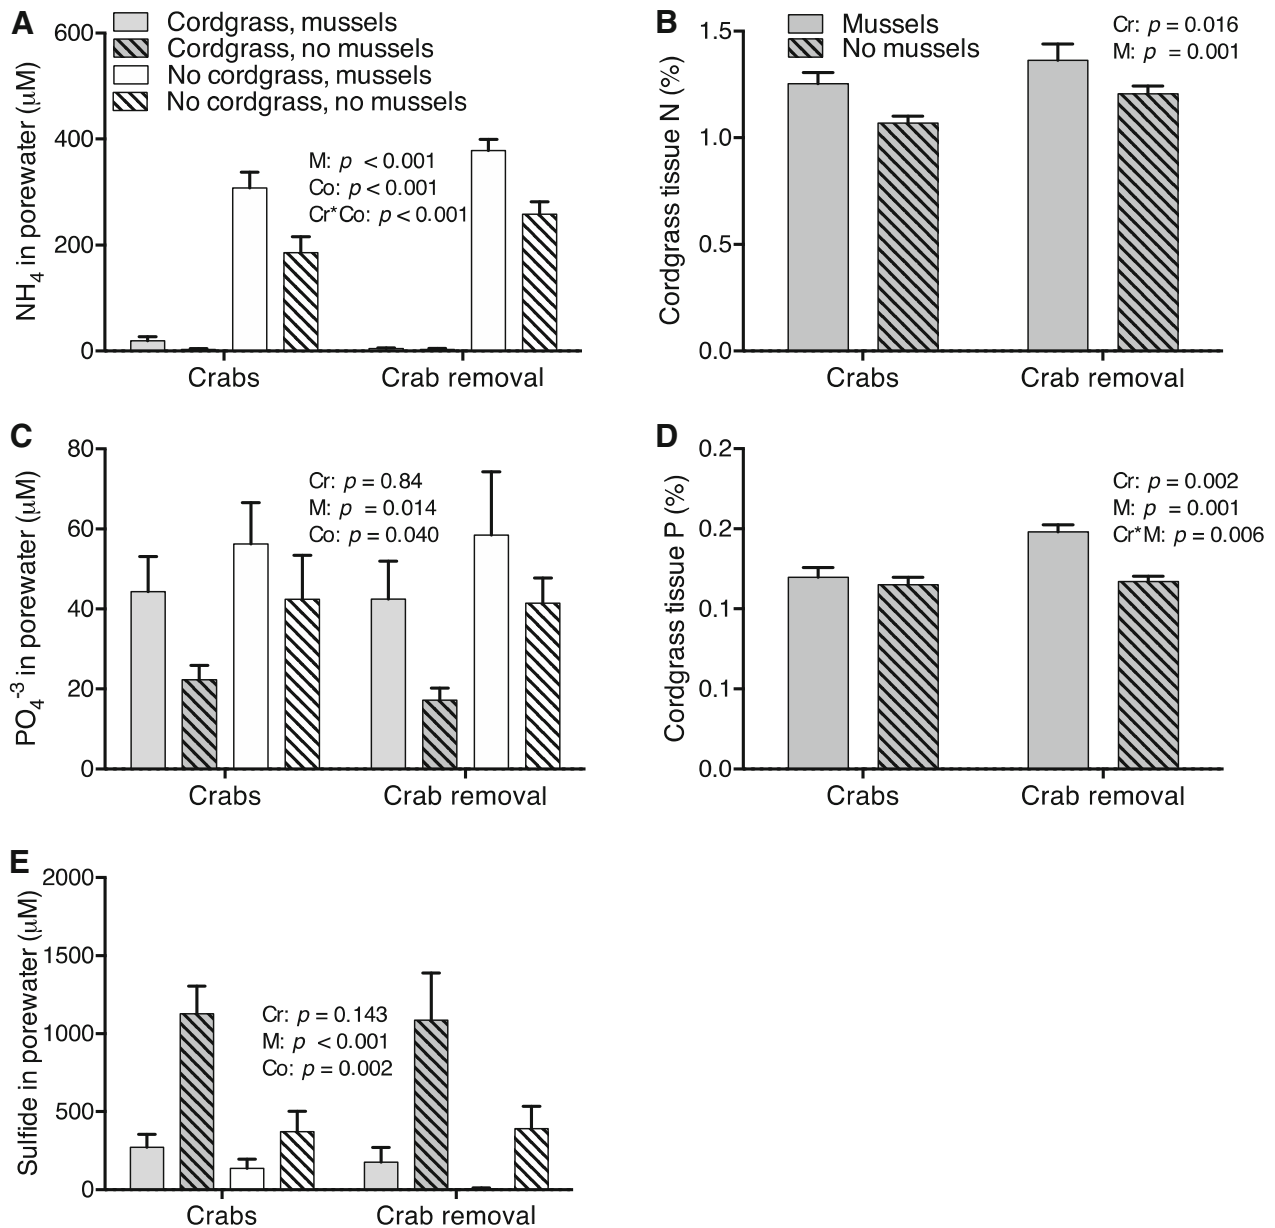 A
Cordgrass, mussels
Cordgrass, no mussels
No cordgrass, mussels
No cordgrass, no mussels
NH4 in porewater (μM)
600
400
200
0
M: p < 0.001
Co: p < 0.001
Cr*Co: p < 0.001
Crabs
Crab removal
B
Mussels
No mussels
Cr: p = 0.016
M: p = 0.001
Cordgrass tissue N (%)
1.5
1.0
0.5
0.0
Crabs
Crab removal
C
PO4-3 in porewater (μM)
80
60
40
20
0
Cr: p = 0.84
M: p = 0.014
Co: p = 0.040
Crabs
Crab removal
D
Cordgrass tissue P (%)
0.2
0.2
0.1
0.1
0.0
Cr: p = 0.002
M: p = 0.001
Cr*M: p = 0.006
Crabs
Crab removal
E
Sulfide in porewater (μM)
2000
1500
1000
500
0
Cr: p = 0.143
M: p < 0.001
Co: p = 0.002
Crabs
Crab removal